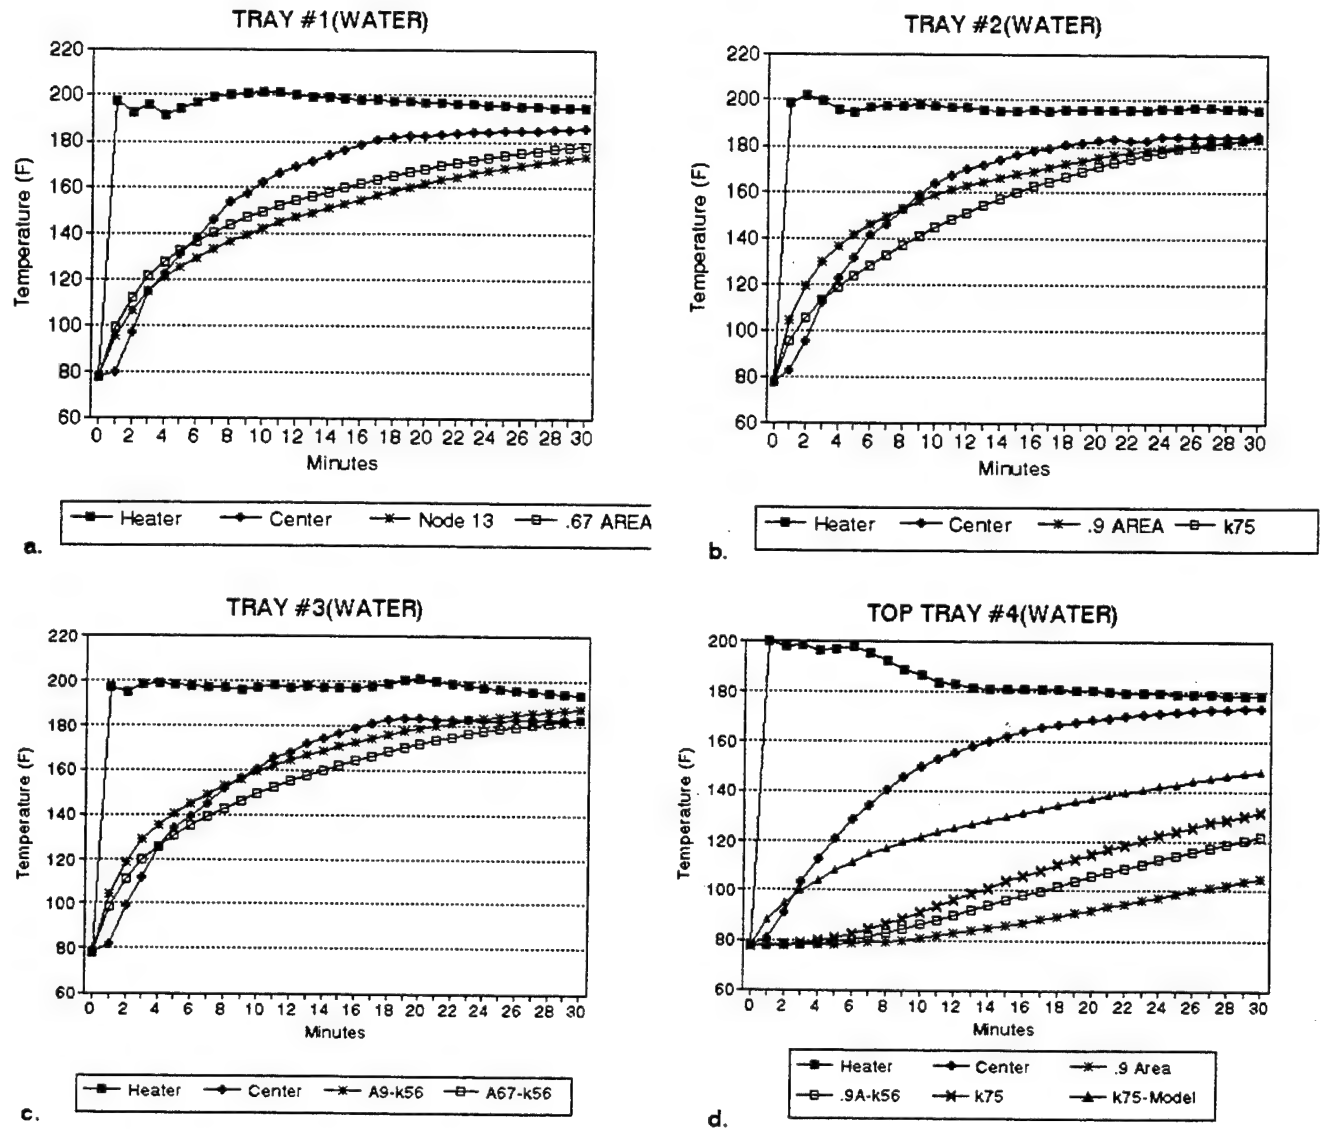 TRAY #1(WATER)
220
200
180
160
140
120
100
80
60
Temperature (F)
0 2 4 6 8 10 12 14 16 18 20 22 24 26 28 30
Minutes
Heater Center Node 13 .67 AREA
a.
TRAY #2(WATER)
220
200
180
160
140
120
100
80
60
Temperature (F)
0 2 4 6 8 10 12 14 16 18 20 22 24 26 28 30
Minutes
Heater Center .9 AREA k75
b.
TRAY #3(WATER)
220
200
180
160
140
120
100
80
60
Temperature (F)
0 2 4 6 8 10 12 14 16 18 20 22 24 26 28 30
Minutes
Heater Center A9-k56 A67-k56
c.
TOP TRAY #4(WATER)
200
180
160
140
120
100
80
60
Temperature (F)
0 2 4 6 8 10 12 14 16 18 20 22 24 26 28 30
Minutes
Heater Center .9 Area
.9A-k56 k75 k75-Model
d.